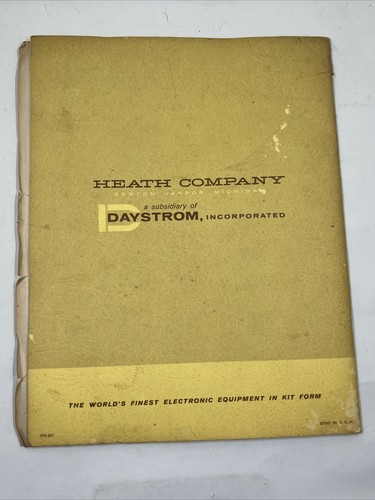 HEATH COMPANY
BENTON HARBOR, MICHIGAN
a subsidiary of
DAYSTROM, INCORPORATED
THE WORLD'S FINEST ELECTRONIC EQUIPMENT IN KIT FORM